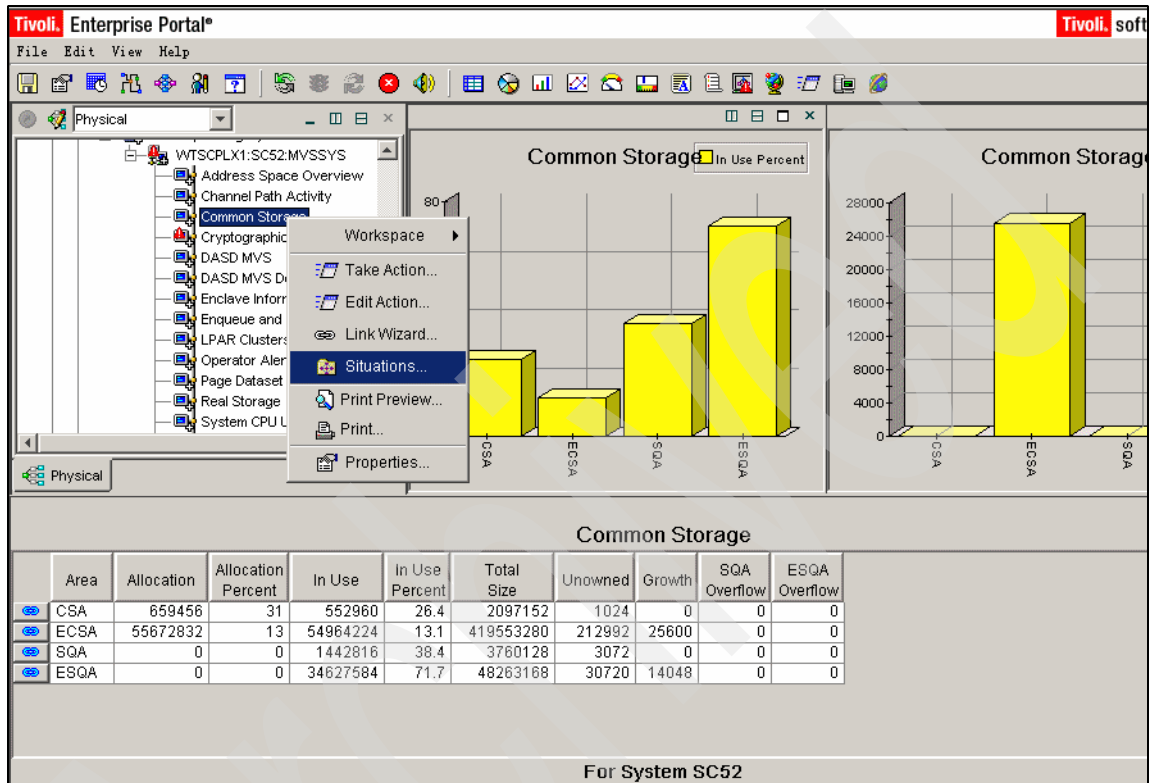 Tivoli. Enterprise Portal®
Tivoli. soft
File Edit View Help
Physical
WTSCPLX1:SC52:MVSSYS
Address Space Overview
Channel Path Activity
Common Storage
Cryptographic
DASD MVS
DASD MVS De
Enclave Inforr
Enqueue and
LPAR Clusters
Operator Aler
Page Dataset
Real Storage
System CPU U
Physical
Workspace
Take Action...
Edit Action...
Link Wizard...
Situations...
Print Preview...
Print...
Properties...
Common Storage
In Use Percent
80
CSA
ECSA
SQA
ESQA
Common Storag
28000
24000
20000
16000
12000
8000
4000
0
CSA
ECSA
SQA
Common Storage
Area Allocation Allocation Percent In Use In Use Percent Total Size Unowned Growth SQA Overflow ESQA Overflow
CSA 659456 31 552960 26.4 2097152 1024 0 0 0
ECSA 55672832 13 54964224 13.1 419553280 212992 25600 0 0
SQA 0 0 1442816 38.4 3760128 3072 0 0 0
ESQA 0 0 34627584 71.7 48263168 30720 14048 0 0
For System SC52